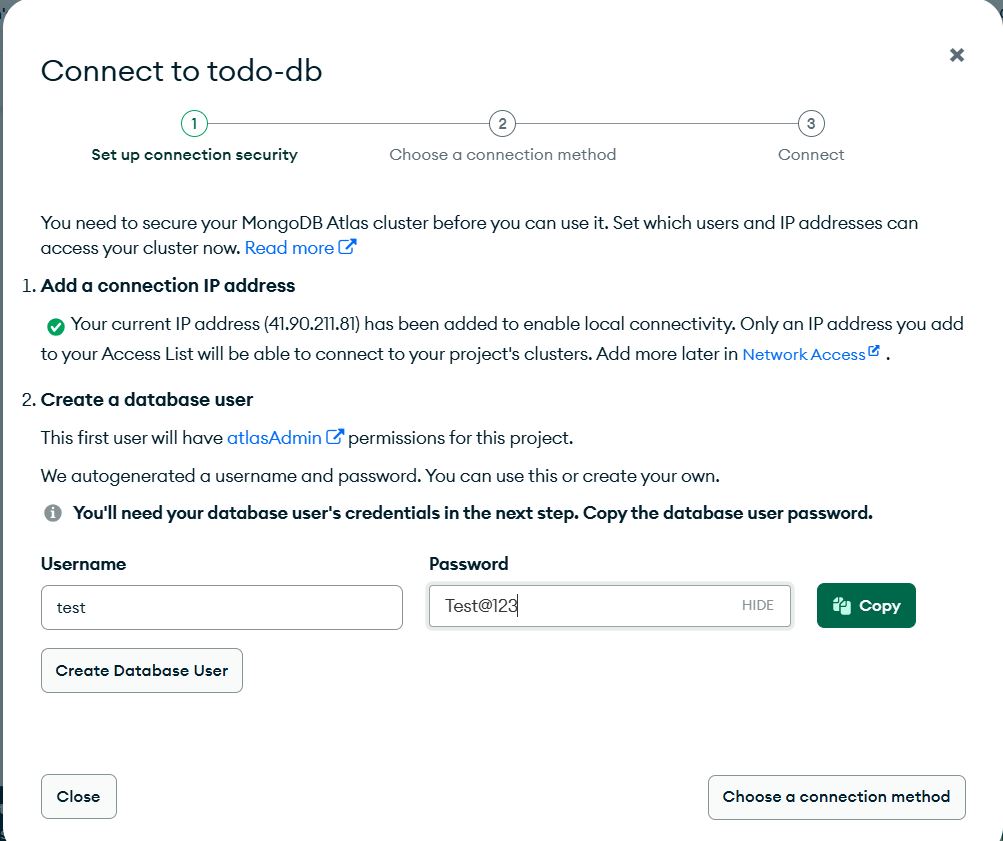 Connect to todo-db
1
2
3
Set up connection security
Choose a connection method
Connect
You need to secure your MongoDB Atlas cluster before you can use it. Set which users and IP addresses can
access your cluster now. Read more
1. Add a connection IP address
Your current IP address (41.90.211.81) has been added to enable local connectivity. Only an IP address you add
to your Access List will be able to connect to your project's clusters. Add more later in Network Access .
2. Create a database user
This first user will have atlasAdmin permissions for this project.
We autogenerated a username and password. You can use this or create your own.
You'll need your database user's credentials in the next step. Copy the database user password.
Username
Password
test
Test@123
HIDE
Copy
Create Database User
Close
Choose a connection method